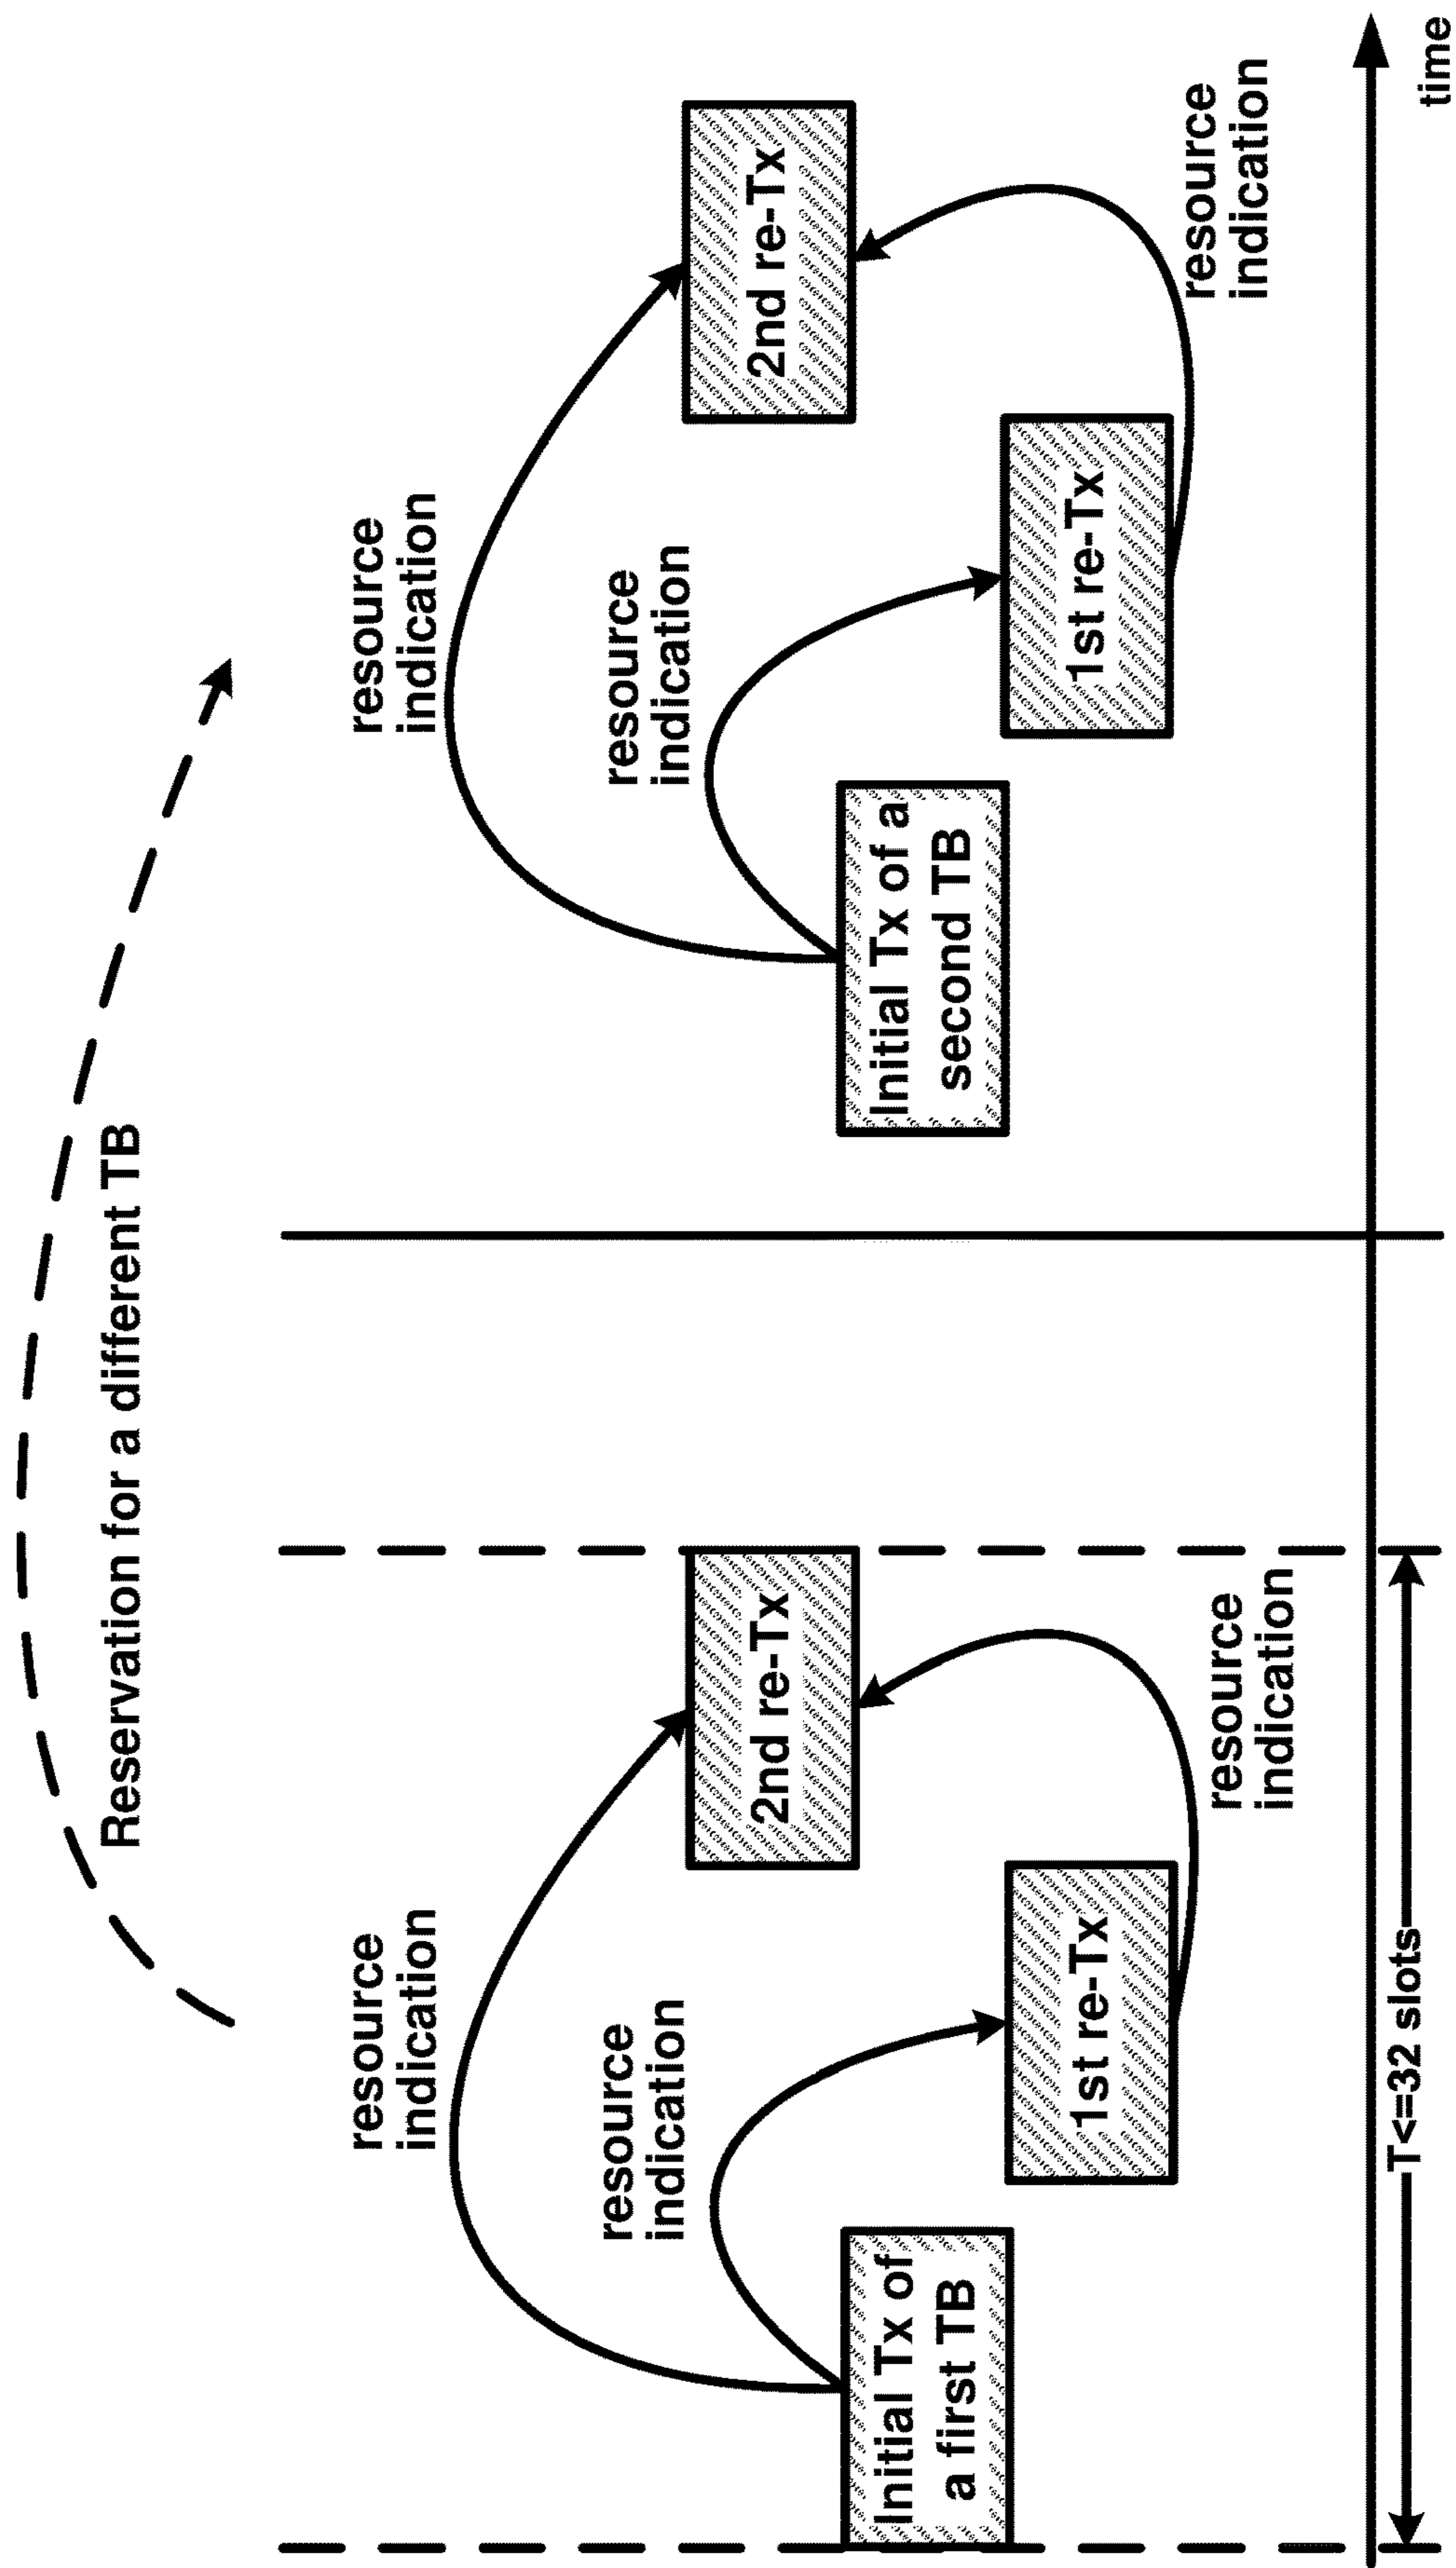 Reservation for a different TB
resource
indication
resource
indication
Initial Tx of
a first TB
1st re-Tx
2nd re-Tx
resource
indication
T<=32 slots
resource
indication
resource
indication
Initial Tx of a
second TB
1st re-Tx
2nd re-Tx
resource
indication
time